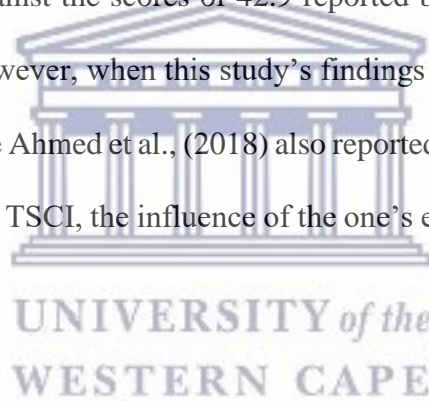 ainst the scores of 42.9 reported b
wever, when this study's findings
e Ahmed et al., (2018) also reported
TSCI, the influence of the one's e
UNIVERSITY of the
WESTERN CAPE